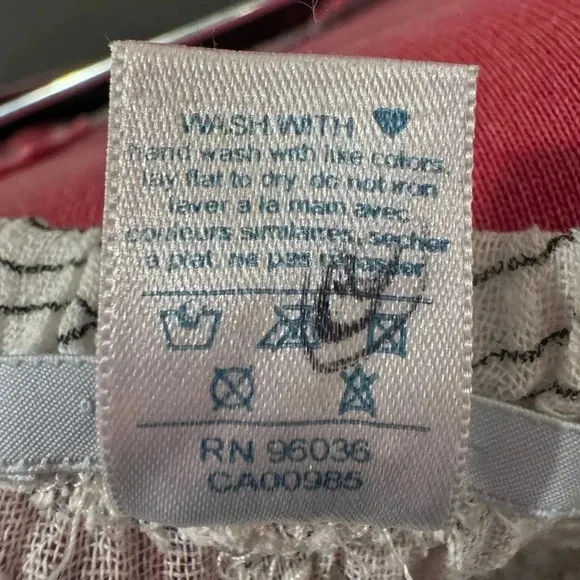 WASH WITH
hand wash with like colors,
lay flat to dry, do not iron
laver a la main avec
couleurs similaires, secher
a plat, ne pas repasser
RN 96036
CA00985